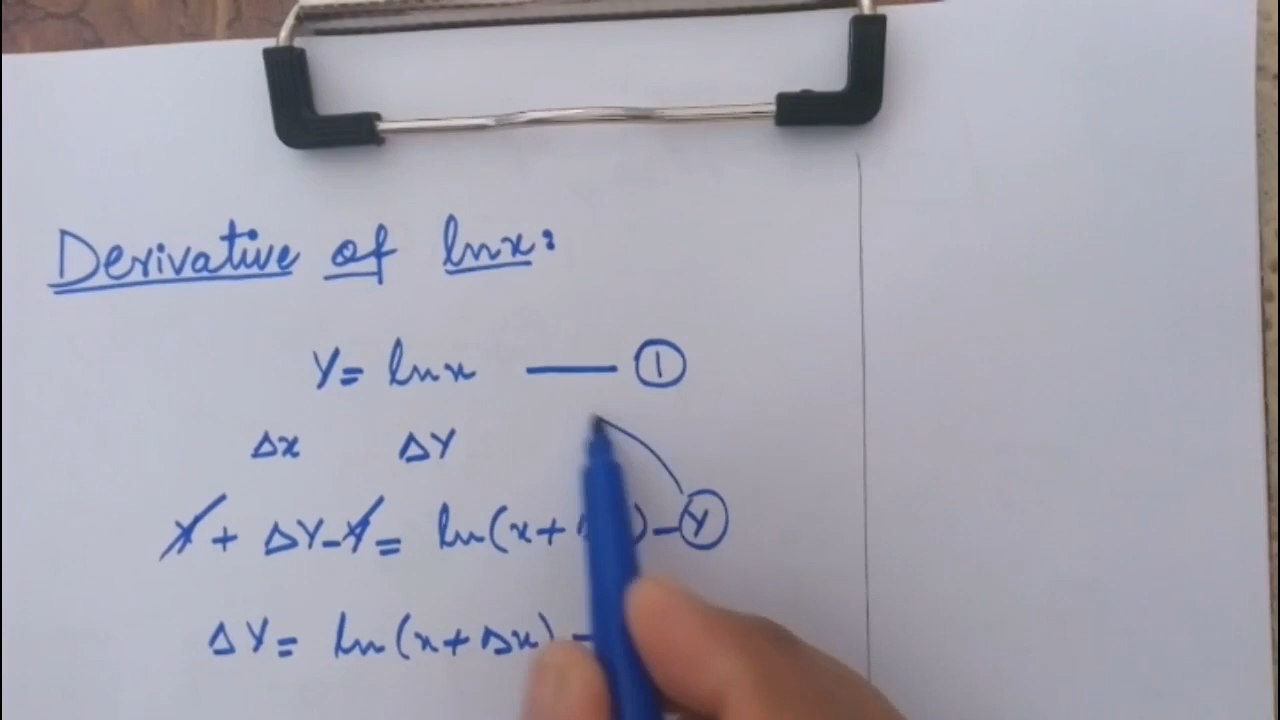 Derivative of lnx:
Y = lnx — 1
Δx ΔY
Y + ΔY - Y = ln(x + ) - Y
ΔY = ln(x + Δx) -